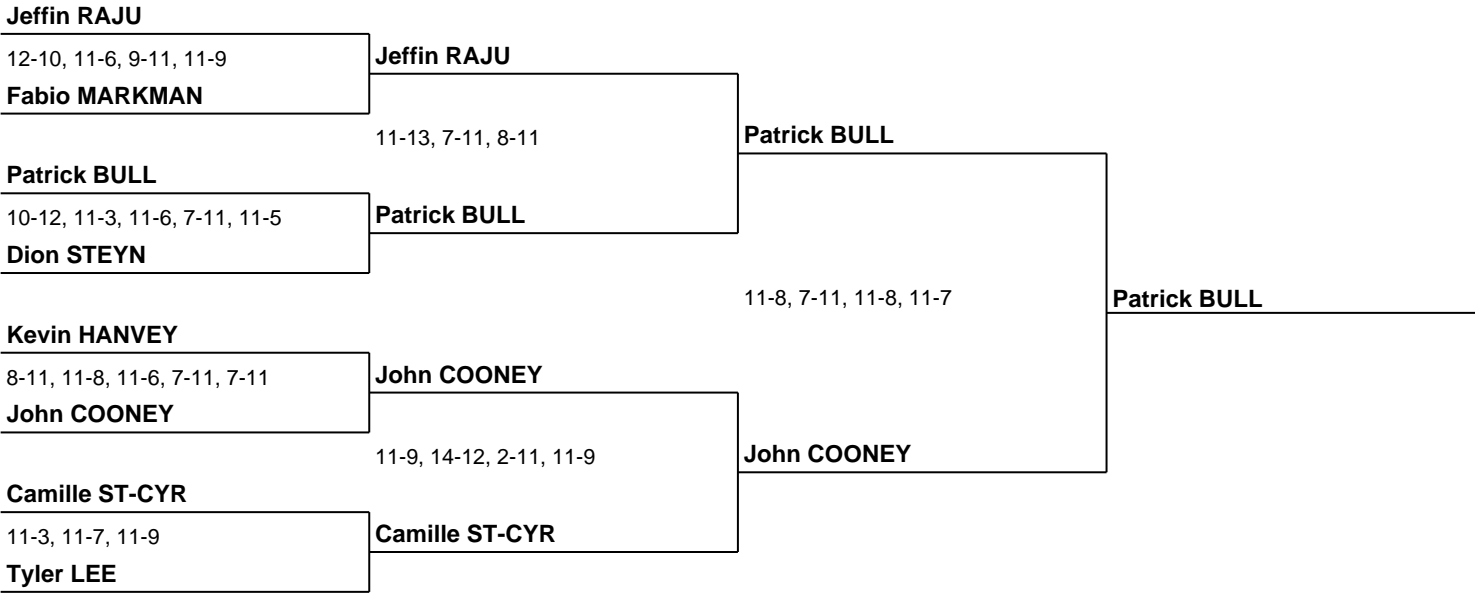 Jeffin RAJU
12-10, 11-6, 9-11, 11-9
Fabio MARKMAN
Patrick BULL
10-12, 11-3, 11-6, 7-11, 11-5
Dion STEYN
Kevin HANVEY
8-11, 11-8, 11-6, 7-11, 7-11
John COONEY
Camille ST-CYR
11-3, 11-7, 11-9
Tyler LEE
Jeffin RAJU
11-13, 7-11, 8-11
Patrick BULL
John COONEY
11-9, 14-12, 2-11, 11-9
Camille ST-CYR
Patrick BULL
11-8, 7-11, 11-8, 11-7
John COONEY
Patrick BULL